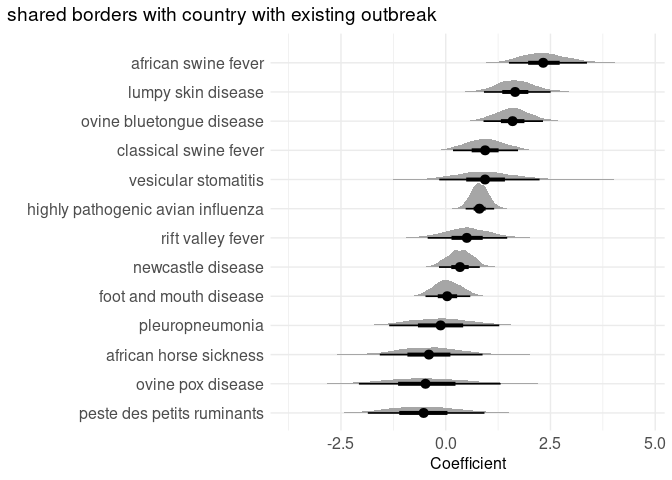 shared borders with country with existing outbreak
african swine fever
lumpy skin disease
ovine bluetongue disease
classical swine fever
vesicular stomatitis
highly pathogenic avian influenza
rift valley fever
newcastle disease
foot and mouth disease
pleuropneumonia
african horse sickness
ovine pox disease
peste des petits ruminants
-2.5 0.0 2.5 5.0
Coefficient